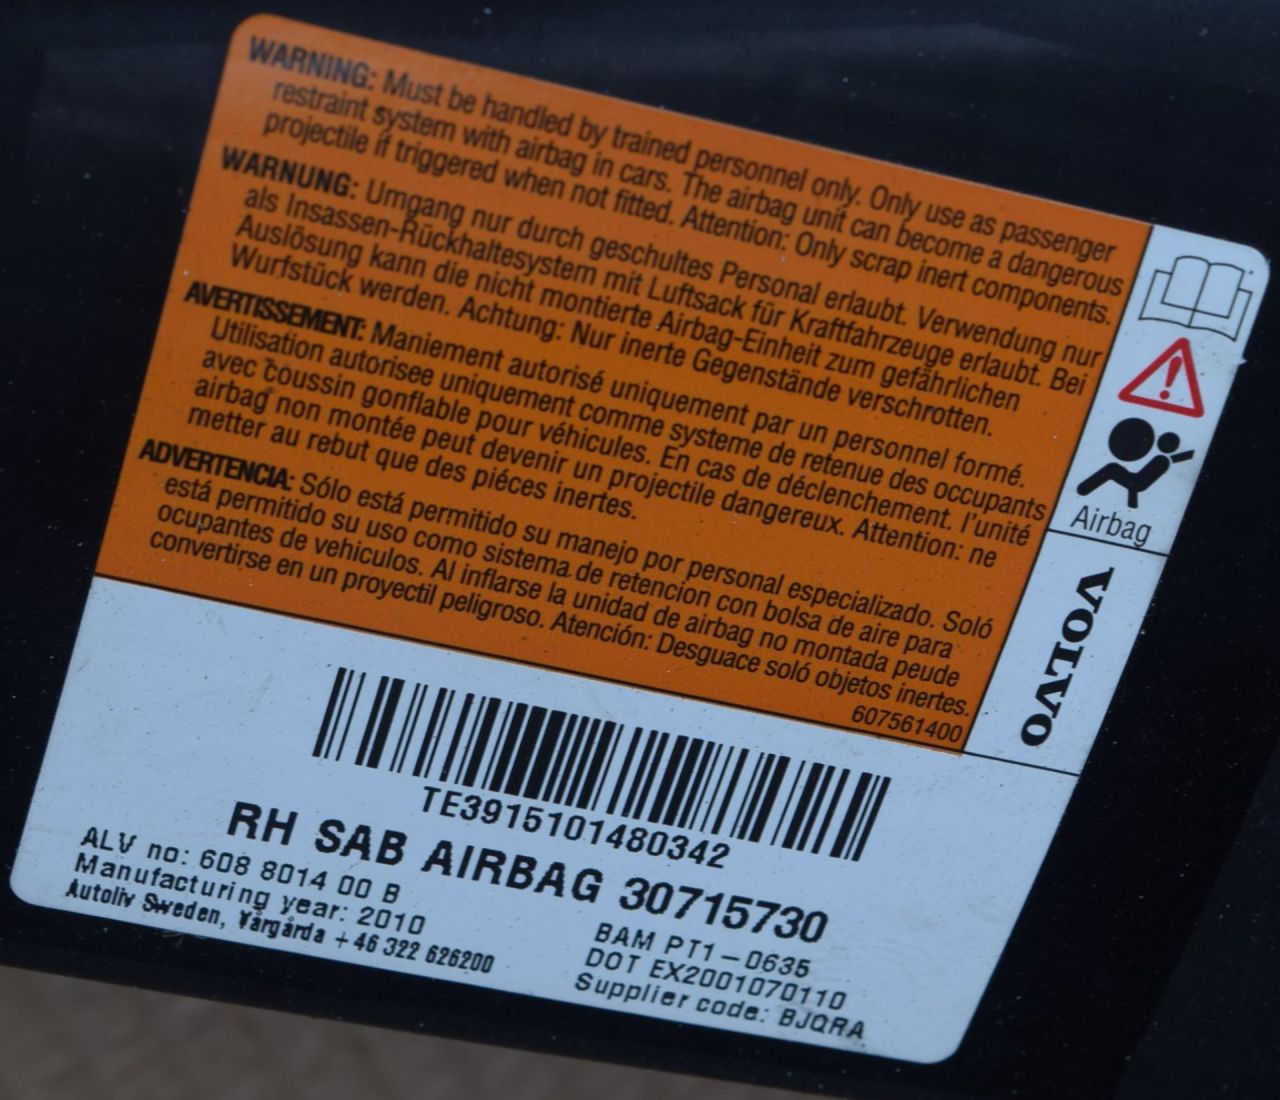 WARNING: Must be handled by trained personnel only. Only use as passenger
restraint system with airbag in cars. The airbag unit can become a dangerous
projectile if triggered when not fitted. Attention: Only scrap inert components.
WARNUNG: Umgang nur durch geschultes Personal erlaubt. Verwendung nur
als Insassen-Rückhaltesystem mit Luftsack für Kraftfahrzeuge erlaubt. Bei
Auslösung kann die nicht montierte Airbag-Einheit zum gefährlichen
Wurfstück werden. Achtung: Nur inerte Gegenstände verschrotten.
AVERTISSEMENT: Maniement autorisé uniquement par un personnel formé.
Utilisation autorisee uniquement comme systeme de retenue des occupants
avec coussin gonflable pour véhicules. En cas de déclenchement. l'unité
airbag non montée peut devenir un projectile dangereux. Attention: ne
metter au rebut que des piéces inertes.
ADVERTENCIA: Sólo está permitido su manejo por personal especializado. Soló
está permitido su uso como sistema de retencion con bolsa de aire para
ocupantes de vehiculos. Al inflarse la unidad de airbag no montada peude
convertirse en un proyectil peligroso. Atención: Desguace soló objetos inertes.
607561400
Airbag
VOLVO
TE3915101480342
RH SAB AIRBAG 30715730
ALV no: 608 8014 00 B
Manufacturing year: 2010
Autoliv Sweden, Vårgårda +46 322 626200
BAM PT1-0635
DOT EX2001070110
Supplier code: BJQRA